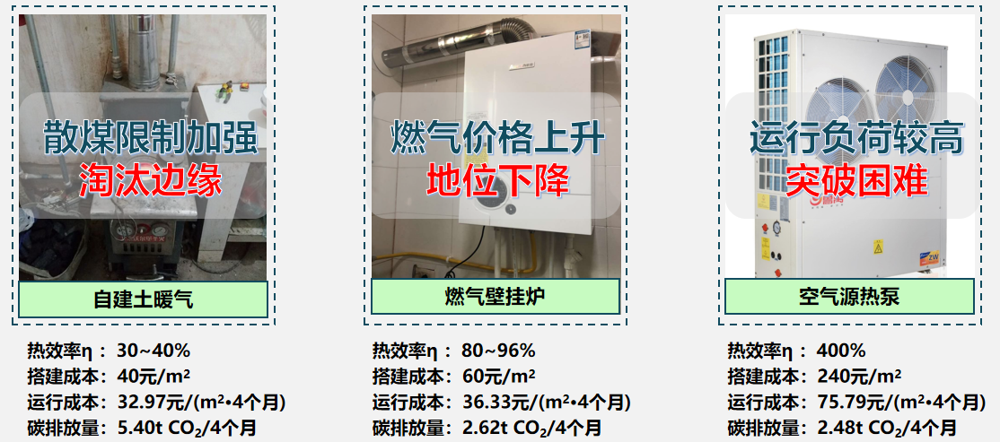 散煤限制加强
淘汰边缘
自建土暖气
热效率η ：30~40%
搭建成本：40元/m²
运行成本：32.97元/(m²•4个月)
碳排放量：5.40t CO₂/4个月
燃气价格上升
地位下降
燃气壁挂炉
热效率η ：80~96%
搭建成本：60元/m²
运行成本：36.33元/(m²•4个月)
碳排放量：2.62t CO₂/4个月
运行负荷较高
突破困难
ZW
空气源热泵
热效率η ：400%
搭建成本：240元/m²
运行成本：75.79元/(m²•4个月)
碳排放量：2.48t CO₂/4个月